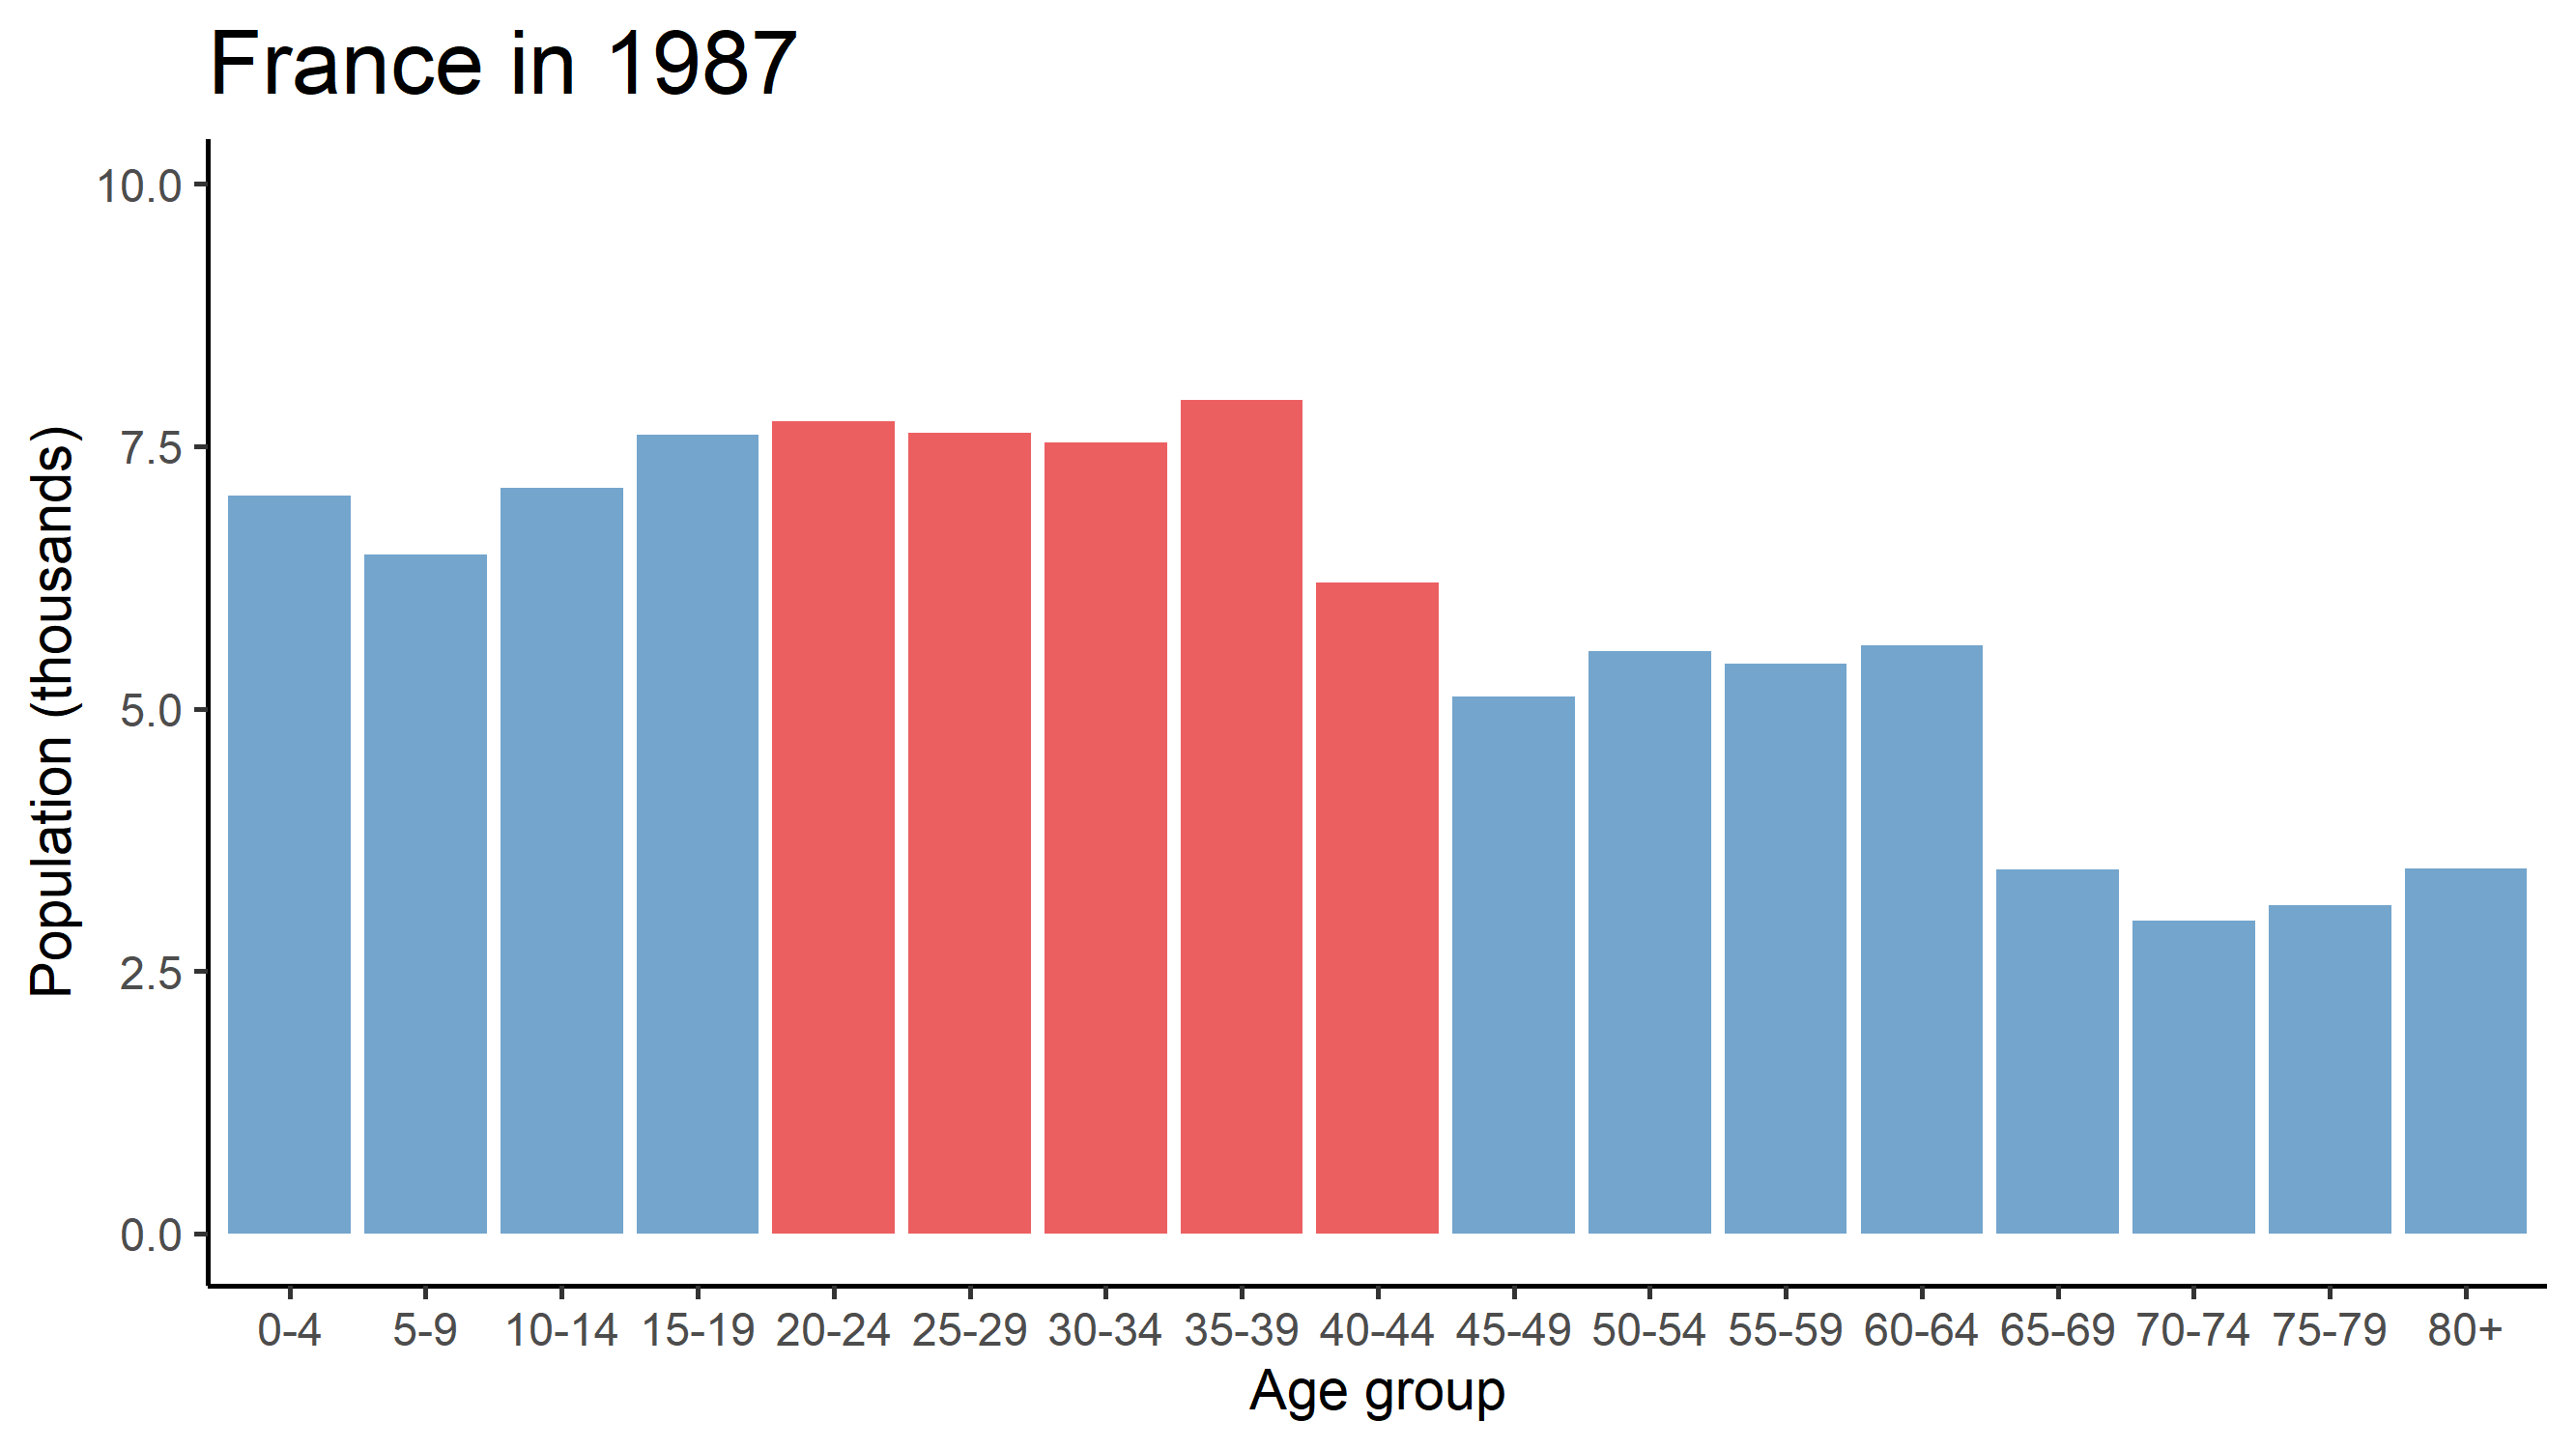 France in 1987
Population (thousands)
10.0
7.5
5.0
2.5
0.0
0-4 5-9 10-14 15-19 20-24 25-29 30-34 35-39 40-44 45-49 50-54 55-59 60-64 65-69 70-74 75-79 80+
Age group